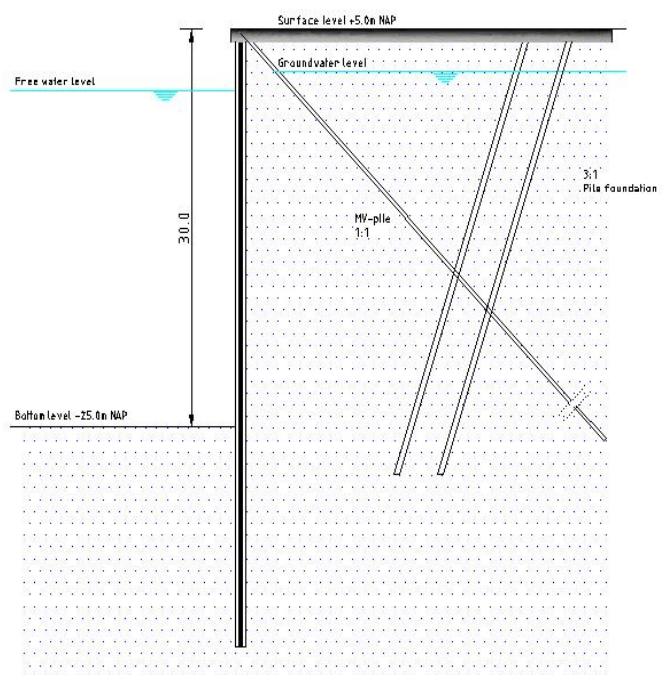 Surface level +5.0m NAP
Groundwater level
Free water level
30.0
3:1
Pile foundation
MV-pile
1:1
Bottom level -25.0m NAP